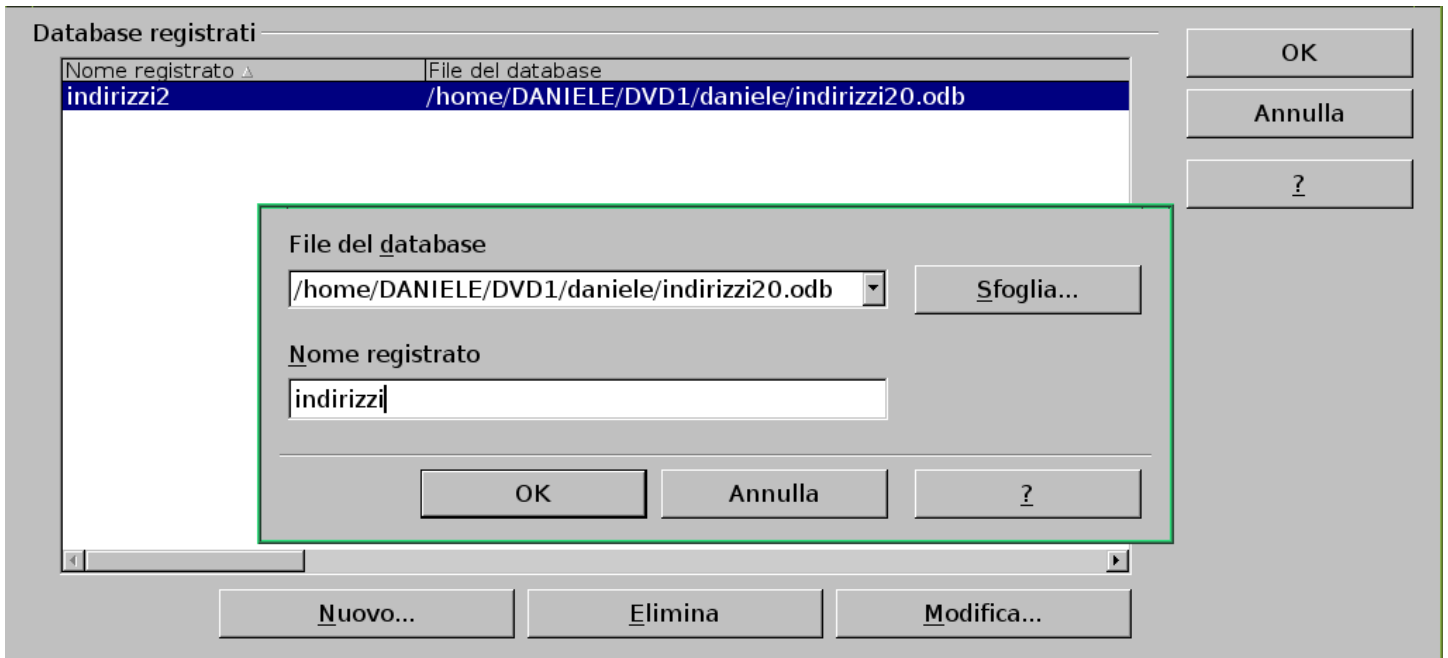 Database registrati
OK
Nome registrato File del database
indirizzi2 /home/DANIELE/DVD1/daniele/indirizzi20.odb
Annulla
?
File del database
/home/DANIELE/DVD1/daniele/indirizzi20.odb Sfoglia...
Nome registrato
indirizzi
OK Annulla ?
Nuovo... Elimina Modifica...